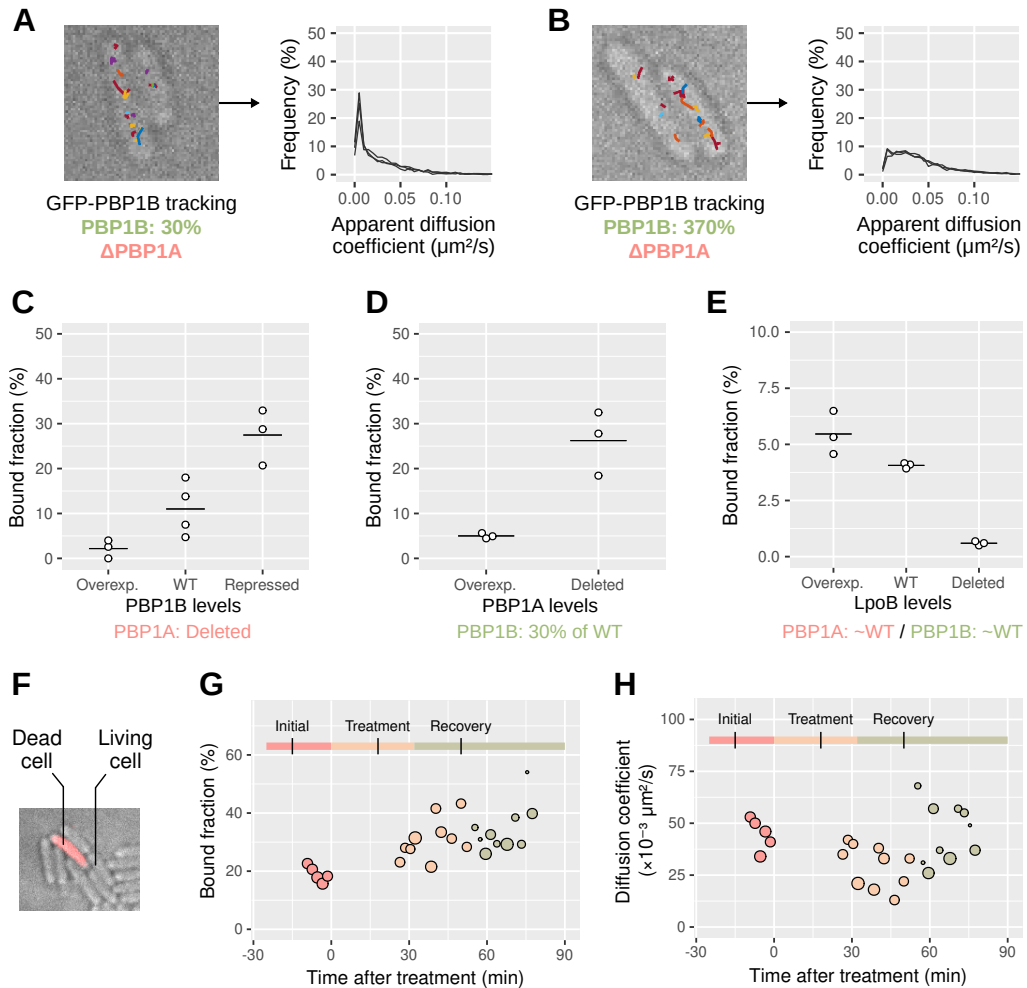 A
50
40
30
20
10
0
Frequency (%)
0.00
0.05
0.10
Apparent diffusion
coefficient (µm²/s)
GFP-PBP1B tracking
PBP1B: 30%
ΔPBP1A
B
50
40
30
20
10
0
Frequency (%)
0.00
0.05
0.10
Apparent diffusion
coefficient (µm²/s)
GFP-PBP1B tracking
PBP1B: 370%
ΔPBP1A
C
50
40
30
20
10
0
Bound fraction (%)
Overexp.
WT
Repressed
PBP1B levels
PBP1A: Deleted
D
50
40
30
20
10
0
Bound fraction (%)
Overexp.
Deleted
PBP1A levels
PBP1B: 30% of WT
E
10.0
7.5
5.0
2.5
0.0
Bound fraction (%)
Overexp.
WT
Deleted
LpoB levels
PBP1A: ~WT / PBP1B: ~WT
F
Dead
cell
Living
cell
G
Initial
Treatment
Recovery
60
40
20
0
Bound fraction (%)
-30
0
30
60
90
Time after treatment (min)
H
Initial
Treatment
Recovery
100
75
50
25
0
Diffusion coefficient
(×10⁻³ µm²/s)
-30
0
30
60
90
Time after treatment (min)